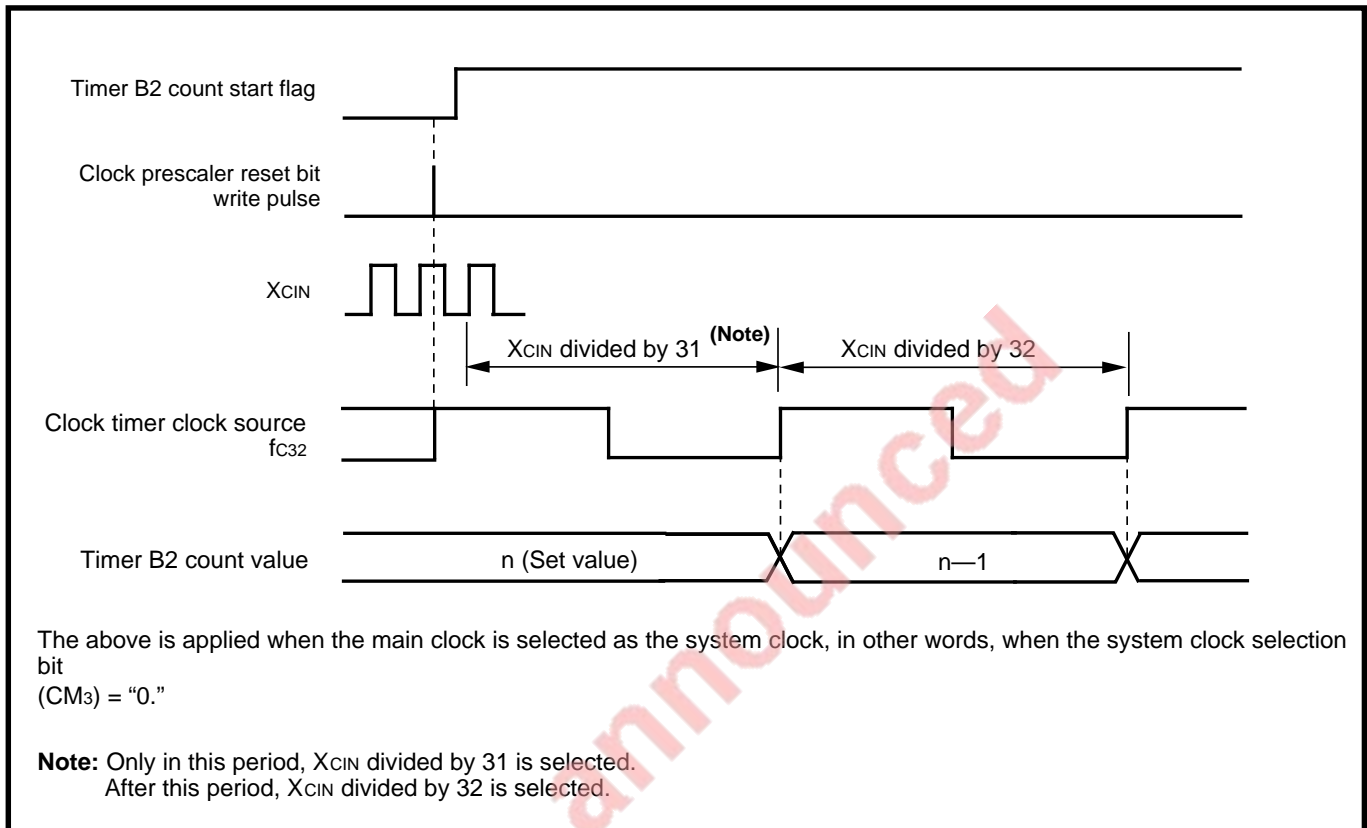 Timer B2 count start flag
Clock prescaler reset bit
write pulse
XCIN
XCIN divided by 31 (Note)
XCIN divided by 32
Clock timer clock source
fC32
Timer B2 count value
n (Set value)
n—1
The above is applied when the main clock is selected as the system clock, in other words, when the system clock selection
bit
(CM3) = “0.”
Note: Only in this period, XCIN divided by 31 is selected.
After this period, XCIN divided by 32 is selected.
announced